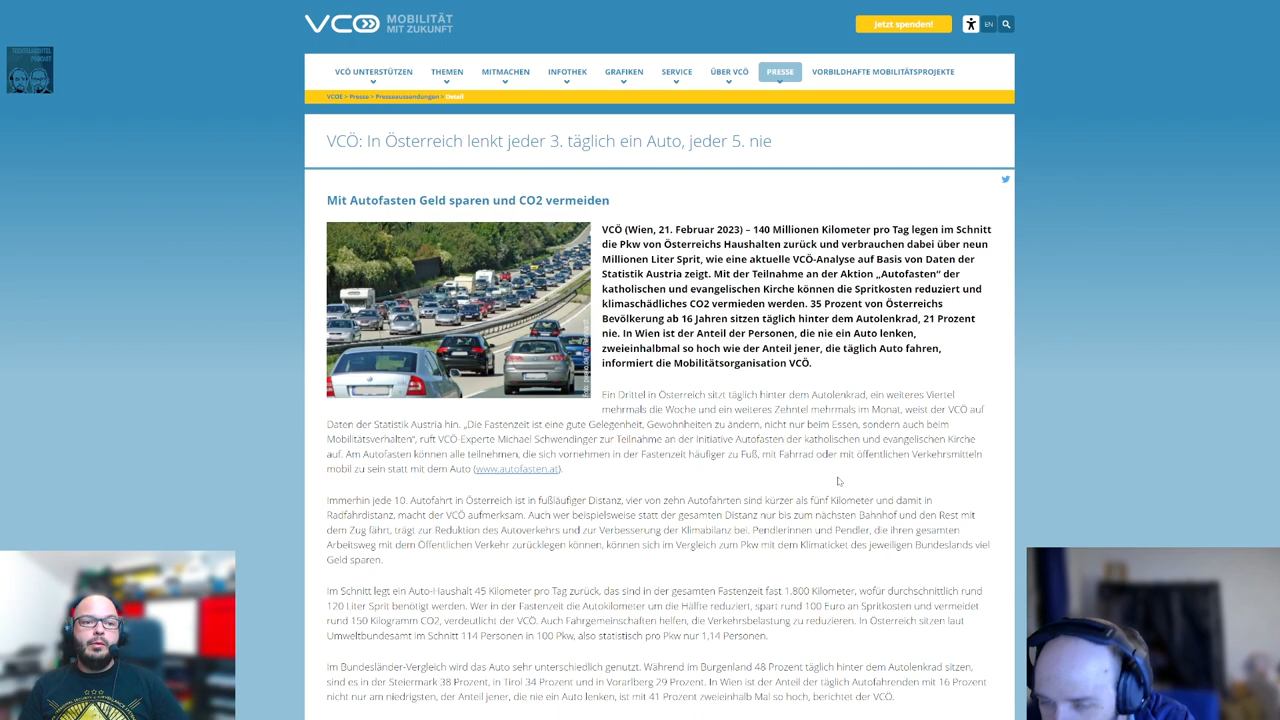 VCÖ MOBILITÄT
MIT ZUKUNFT
Jetzt spenden!
EN
VCÖ UNTERSTÜTZEN THEMEN MITMACHEN INFOTHEK GRAFIKEN SERVICE ÜBER VCÖ PRESSE VORBILDHAFTE MOBILITÄTSPROJEKTE
VCOE > Presse > Presseaussendungen > Detail
VCÖ: In Österreich lenkt jeder 3. täglich ein Auto, jeder 5. nie
Mit Autofasten Geld sparen und CO2 vermeiden
VCÖ (Wien, 21. Februar 2023) – 140 Millionen Kilometer pro Tag legen im Schnitt
die Pkw von Österreichs Haushalten zurück und verbrauchen dabei über neun
Millionen Liter Sprit, wie eine aktuelle VCÖ-Analyse auf Basis von Daten der
Statistik Austria zeigt. Mit der Teilnahme an der Aktion „Autofasten“ der
katholischen und evangelischen Kirche können die Spritkosten reduziert und
klimaschädliches CO2 vermieden werden. 35 Prozent von Österreichs
Bevölkerung ab 16 Jahren sitzen täglich hinter dem Autolenkrad, 21 Prozent
nie. In Wien ist der Anteil der Personen, die nie ein Auto lenken,
zweieinhalbmal so hoch wie der Anteil jener, die täglich Auto fahren,
informiert die Mobilitätsorganisation VCÖ.
Ein Drittel in Österreich sitzt täglich hinter dem Autolenkrad, ein weiteres Viertel
mehrmals die Woche und ein weiteres Zehntel mehrmals im Monat, weist der VCÖ auf
Daten der Statistik Austria hin. „Die Fastenzeit ist eine gute Gelegenheit, Gewohnheiten zu ändern, nicht nur beim Essen, sondern auch beim
Mobilitätsverhalten“, ruft VCÖ-Experte Michael Schwendinger zur Teilnahme an der Initiative Autofasten der katholischen und evangelischen Kirche
auf. Am Autofasten können alle teilnehmen, die sich vornehmen in der Fastenzeit häufiger zu Fuß, mit Fahrrad oder mit öffentlichen Verkehrsmitteln
mobil zu sein statt mit dem Auto (www.autofasten.at).
Immerhin jede 10. Autofahrt in Österreich ist in fußläufiger Distanz, vier von zehn Autofahrten sind kürzer als fünf Kilometer und damit in
Radfahrdistanz, macht der VCÖ aufmerksam. Auch wer beispielsweise statt der gesamten Distanz nur bis zum nächsten Bahnhof und den Rest mit
dem Zug fährt, trägt zur Reduktion des Autoverkehrs und zur Verbesserung der Klimabilanz bei. Pendlerinnen und Pendler, die ihren gesamten
Arbeitsweg mit dem Öffentlichen Verkehr zurücklegen können, können sich im Vergleich zum Pkw mit dem Klimaticket des jeweiligen Bundeslands viel
Geld sparen.
Im Schnitt legt ein Auto-Haushalt 45 Kilometer pro Tag zurück, das sind in der gesamten Fastenzeit fast 1.800 Kilometer, wofür durchschnittlich rund
120 Liter Sprit benötigt werden. Wer in der Fastenzeit die Autokilometer um die Hälfte reduziert, spart rund 100 Euro an Spritkosten und vermeidet
rund 150 Kilogramm CO2, verdeutlicht der VCÖ. Auch Fahrgemeinschaften helfen, die Verkehrsbelastung zu reduzieren. In Österreich sitzen laut
Umweltbundesamt im Schnitt 114 Personen in 100 Pkw, also statistisch pro Pkw nur 1,14 Personen.
Im Bundesländer-Vergleich wird das Auto sehr unterschiedlich genutzt. Während im Burgenland 48 Prozent täglich hinter dem Autolenkrad sitzen,
sind es in der Steiermark 38 Prozent, in Tirol 34 Prozent und in Vorarlberg 29 Prozent. In Wien ist der Anteil der täglich Autofahrenden mit 16 Prozent
nicht nur am niedrigsten, der Anteil jener, die nie ein Auto lenken, ist mit 41 Prozent zweieinhalb Mal so hoch, berichtet der VCÖ.